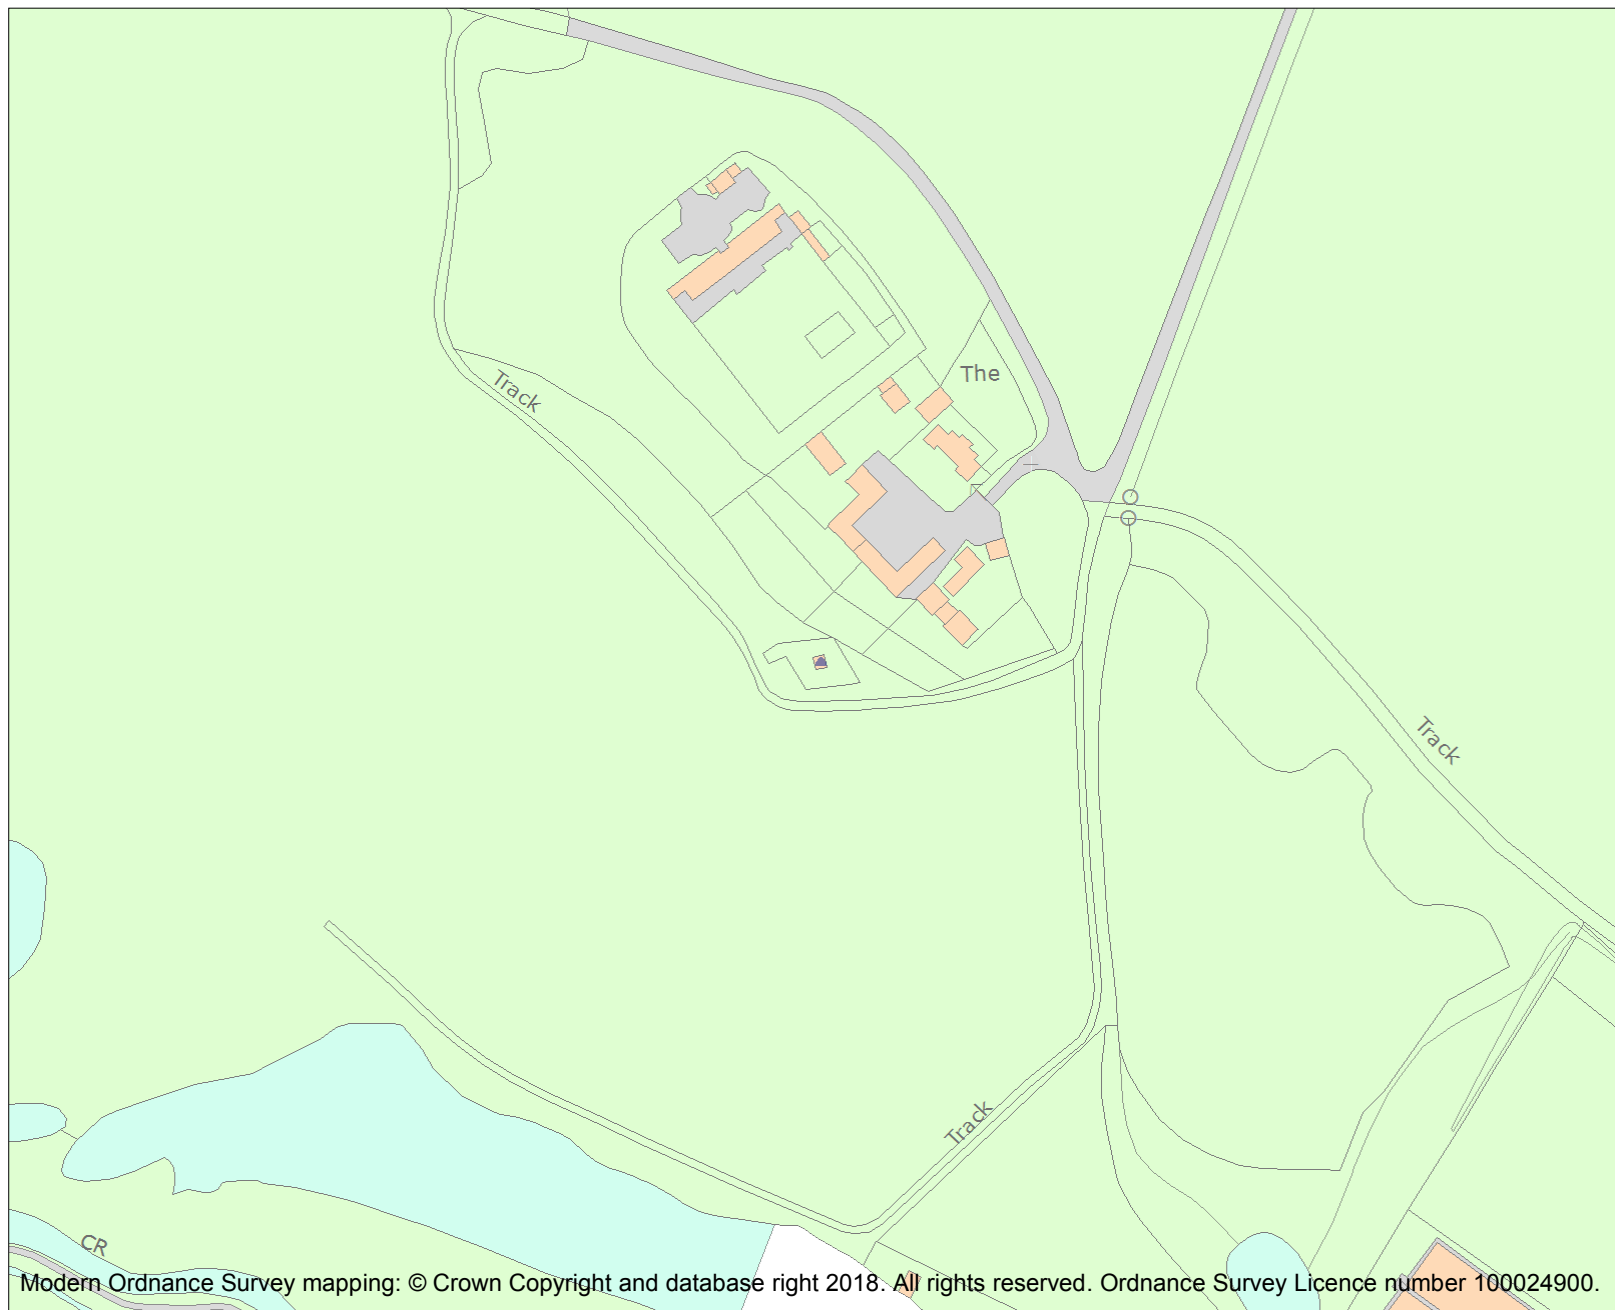 The
Track
Track
Track
CR
Modern Ordnance Survey mapping: © Crown Copyright and database right 2018. All rights reserved. Ordnance Survey Licence number 100024900.